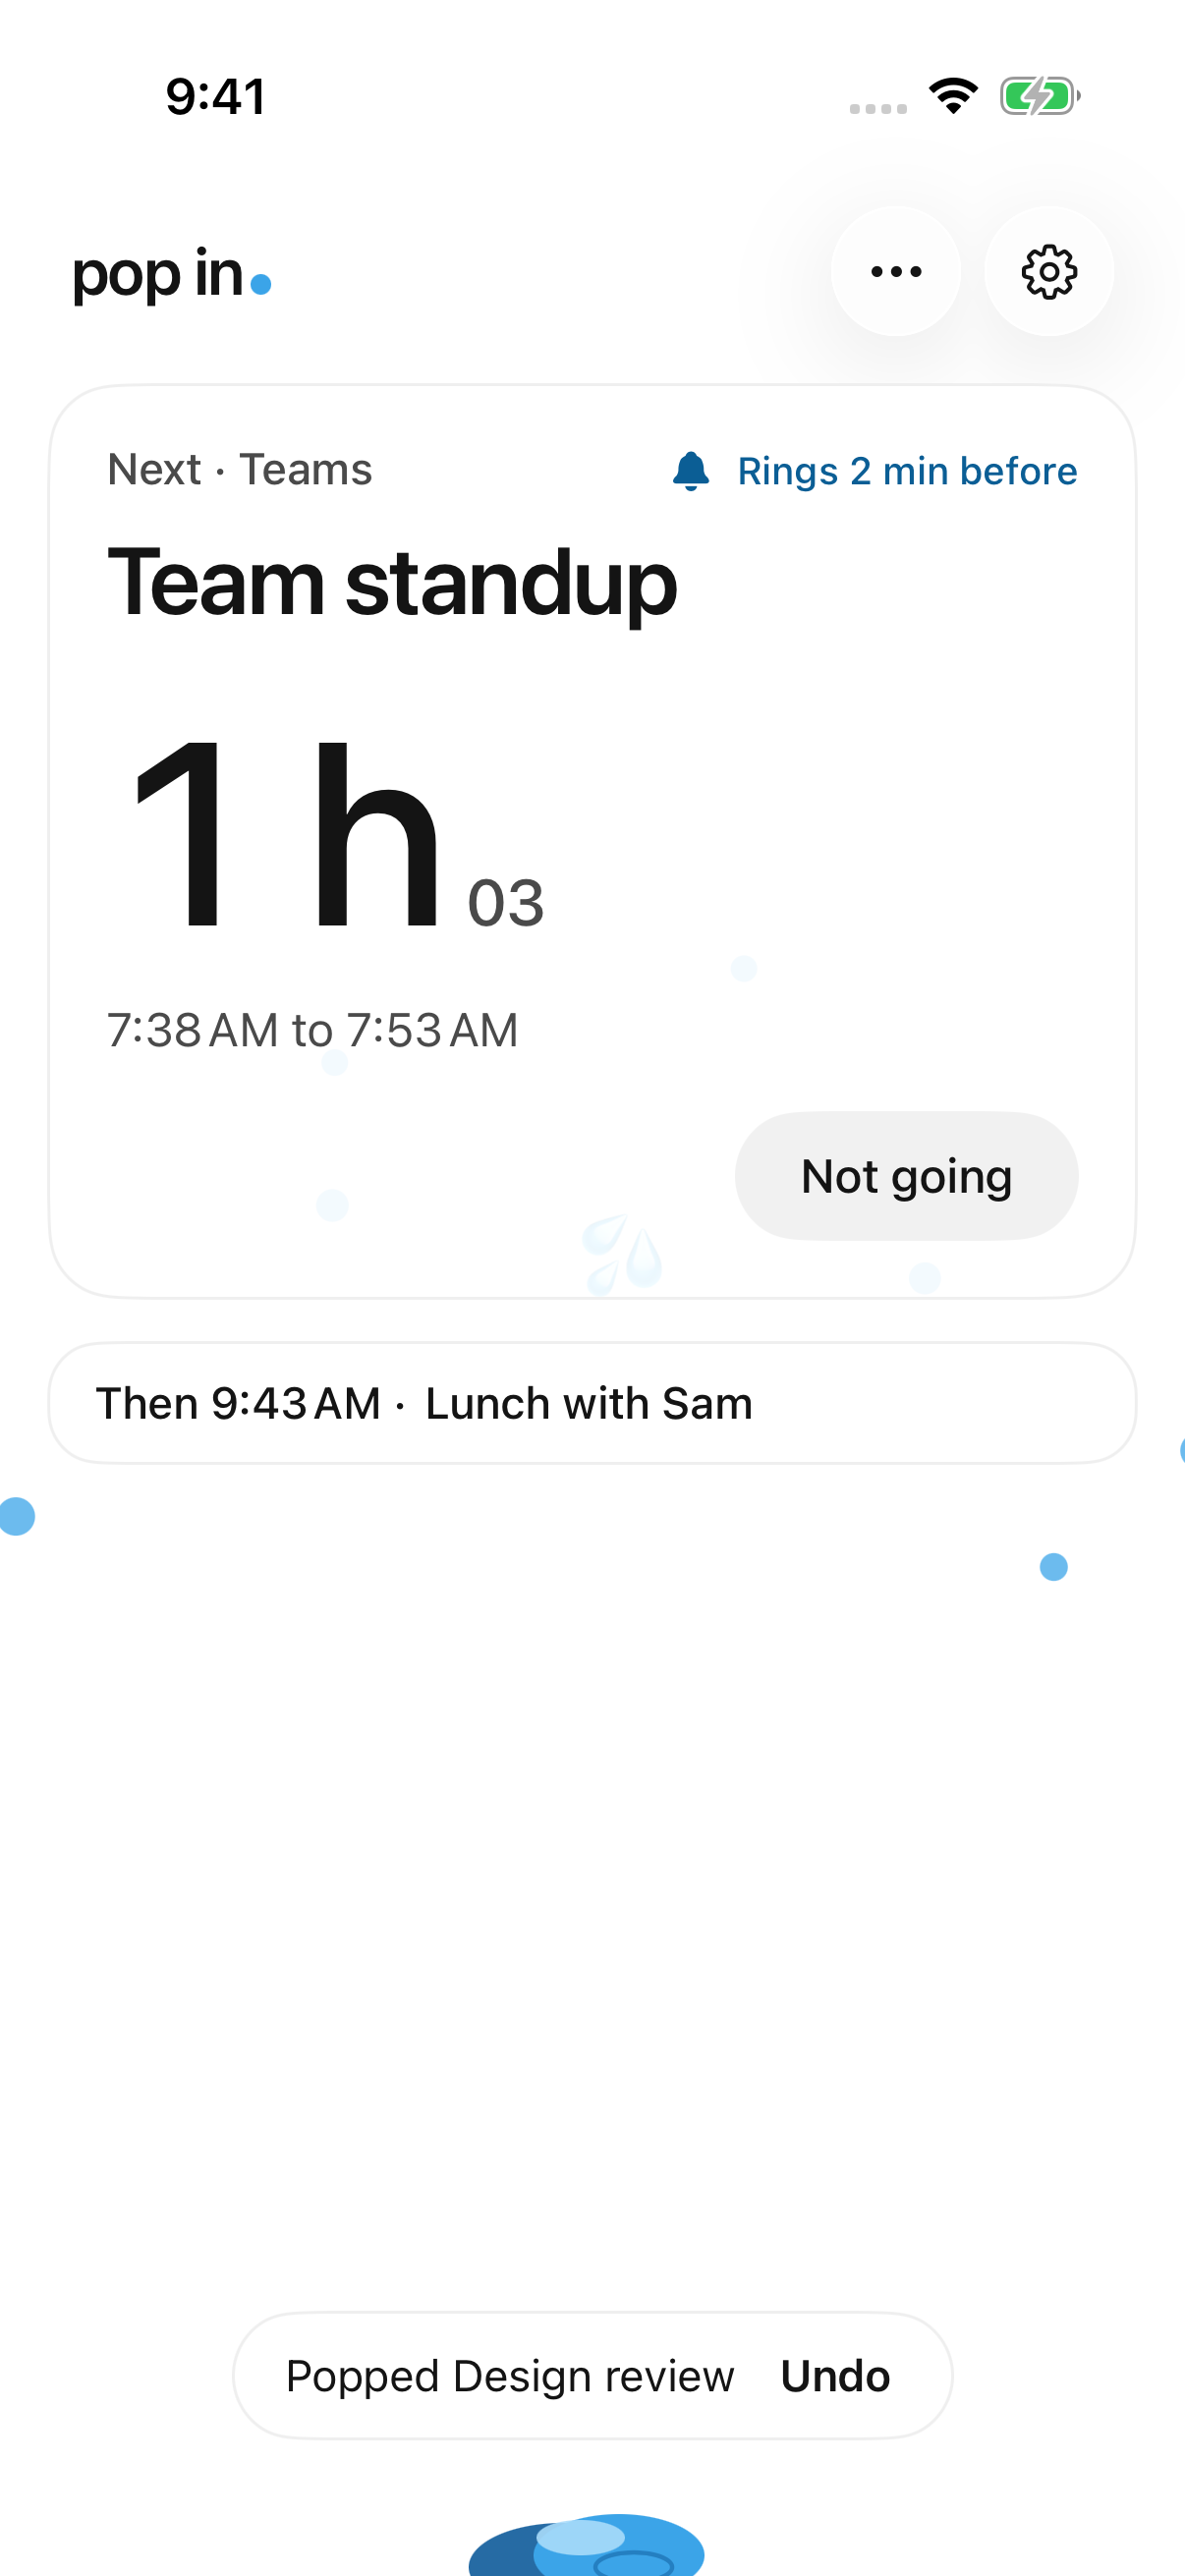 9:41
pop in
Next · Teams
Rings 2 min before
Team standup
1 h 03
7:38 AM to 7:53 AM
Not going
Then 9:43 AM · Lunch with Sam
Popped Design review Undo